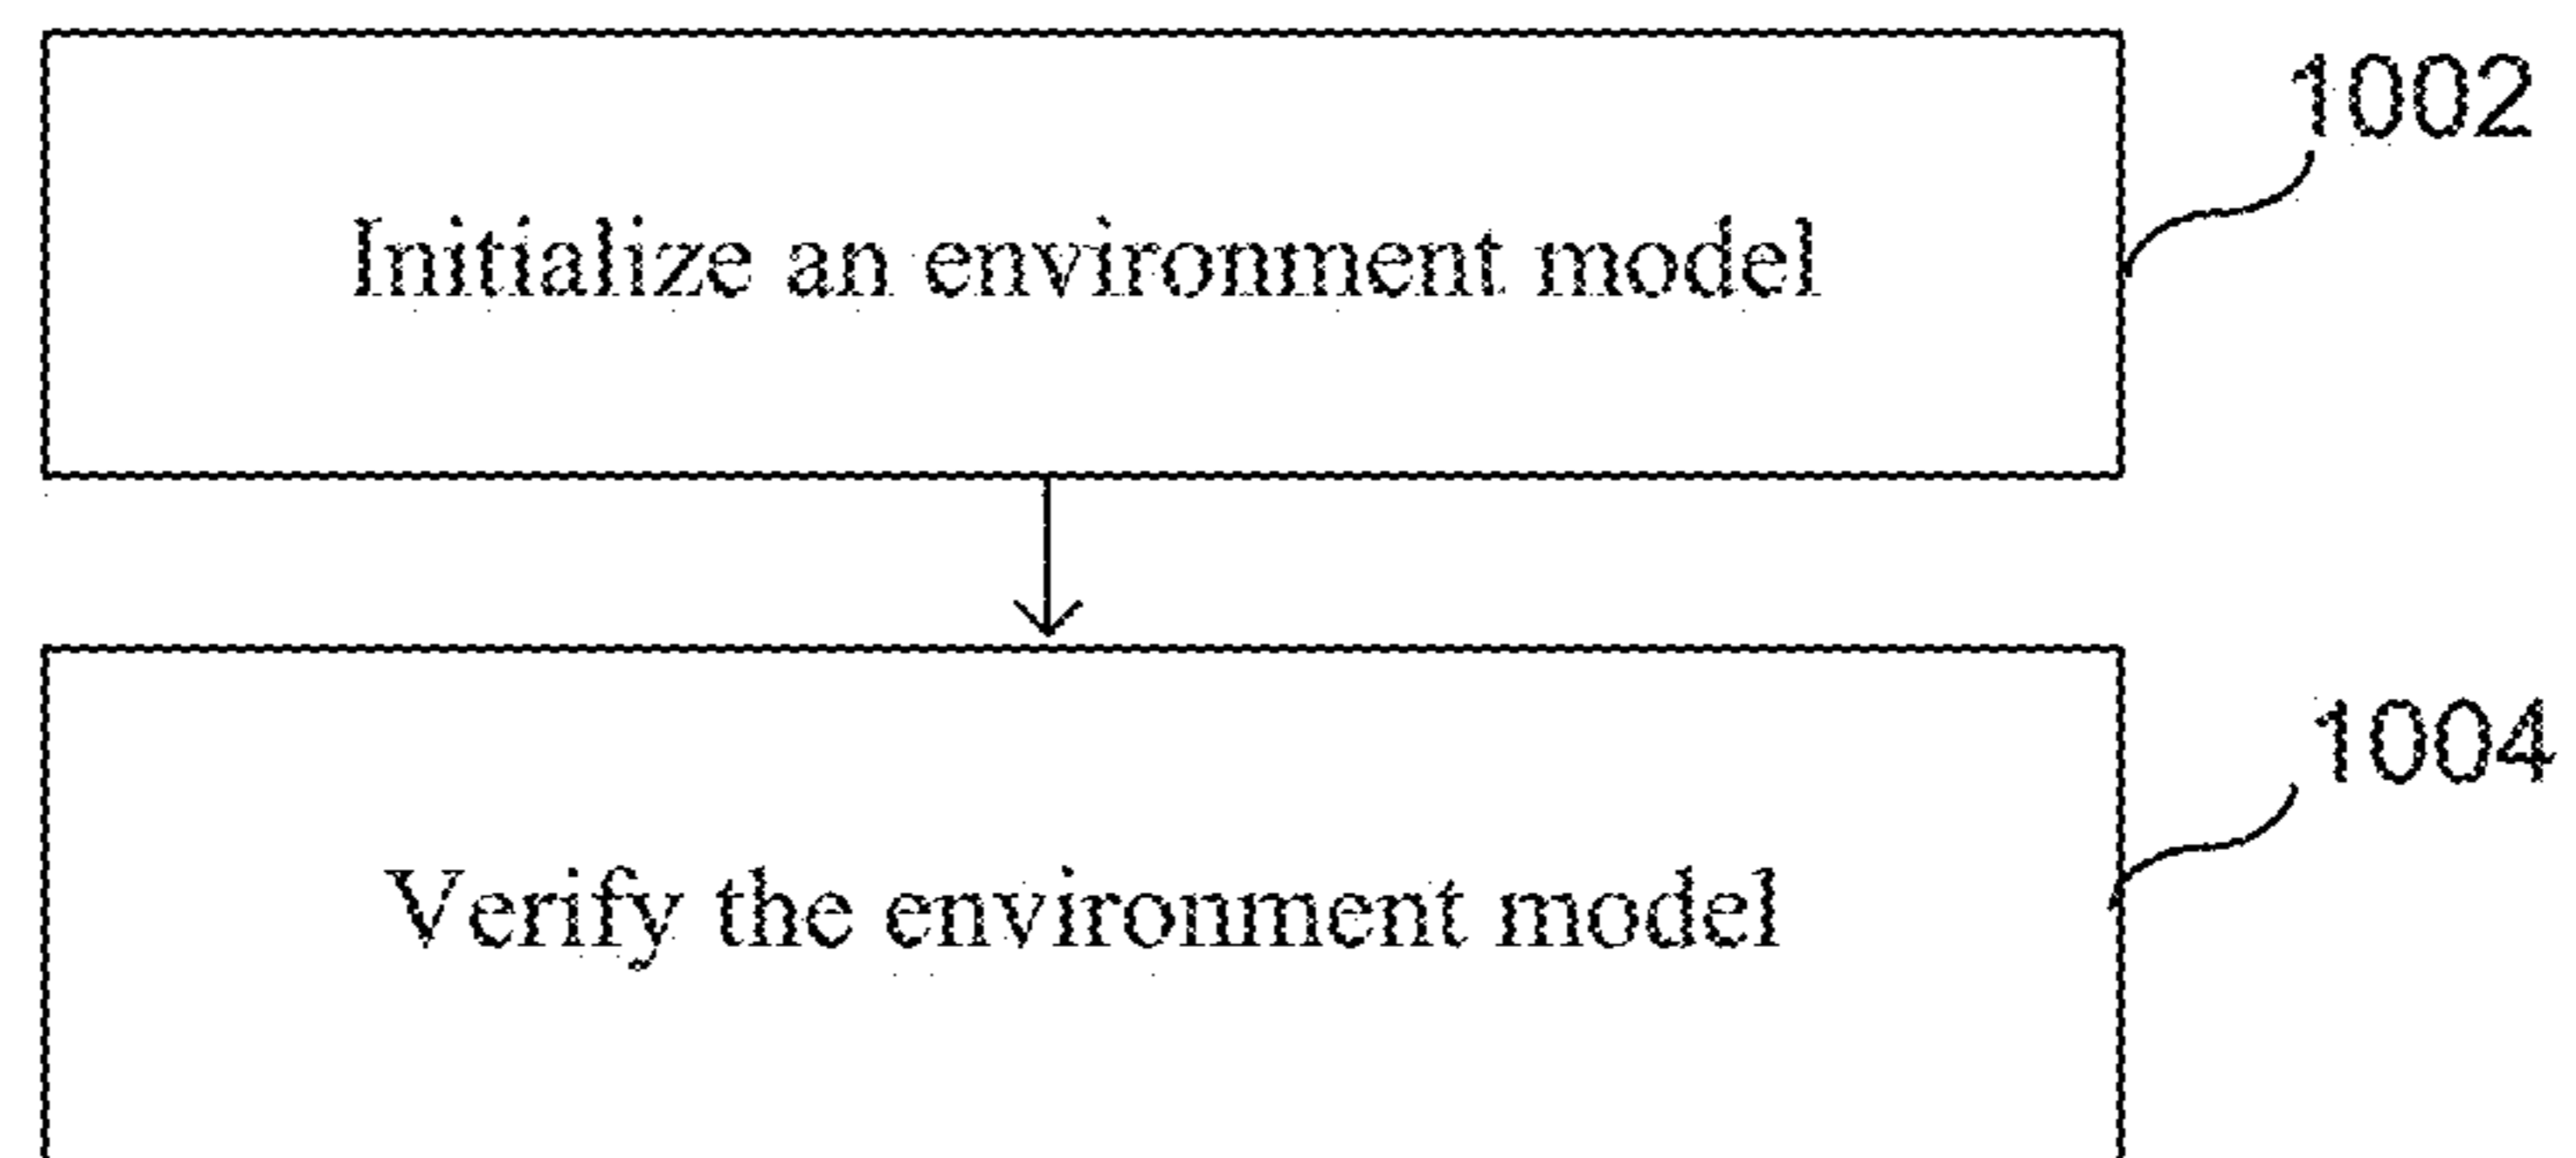 1002
Initialize an environment model
1004
Verify the environment model